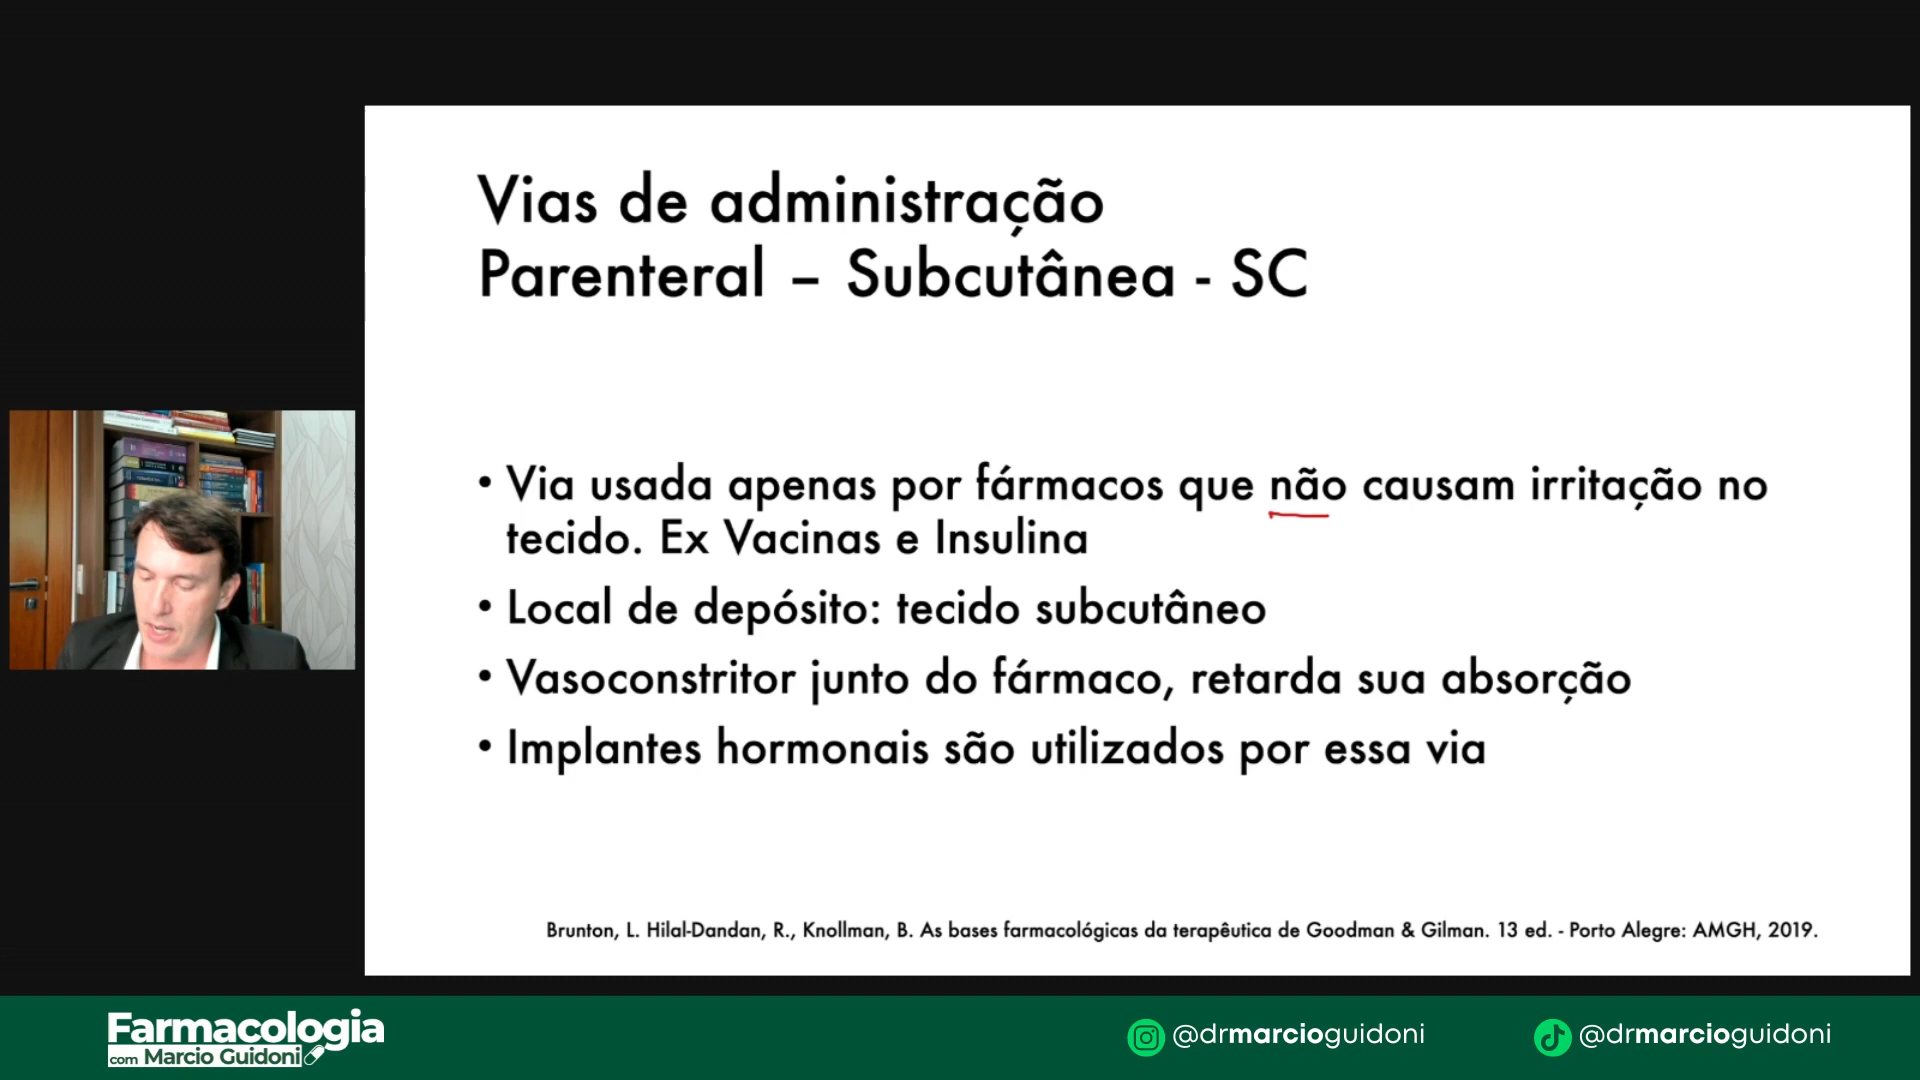 Vias de administração
Parenteral – Subcutânea - SC
• Via usada apenas por fármacos que não causam irritação no
tecido. Ex Vacinas e Insulina
• Local de depósito: tecido subcutâneo
• Vasoconstritor junto do fármaco, retarda sua absorção
• Implantes hormonais são utilizados por essa via
Brunton, L. Hilal-Dandan, R., Knollman, B. As bases farmacológicas da terapêutica de Goodman & Gilman. 13 ed. - Porto Alegre: AMGH, 2019.
Farmacologia
com Marcio Guidoni
@drmarcioguidoni
@drmarcioguidoni